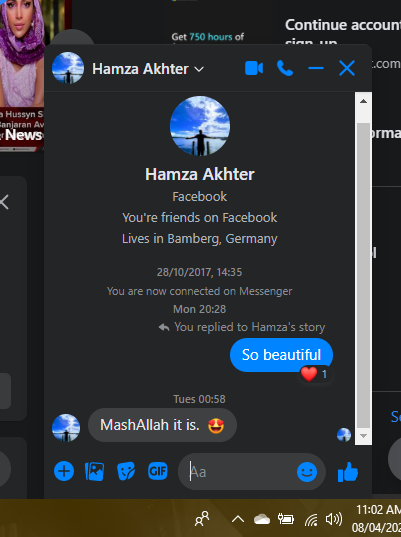 Get 750 hours of
Continue account
sign-up
a Hussyn S
Banjaran Av
News
Hamza Akhter
Hamza Akhter
Facebook
You're friends on Facebook
Lives in Bamberg, Germany
28/10/2017, 14:35
You are now connected on Messenger
Mon 20:28
You replied to Hamza's story
So beautiful
1
Tues 00:58
MashAllah it is. 🤩
GIF
Aa
11:02 AM
08/04/202